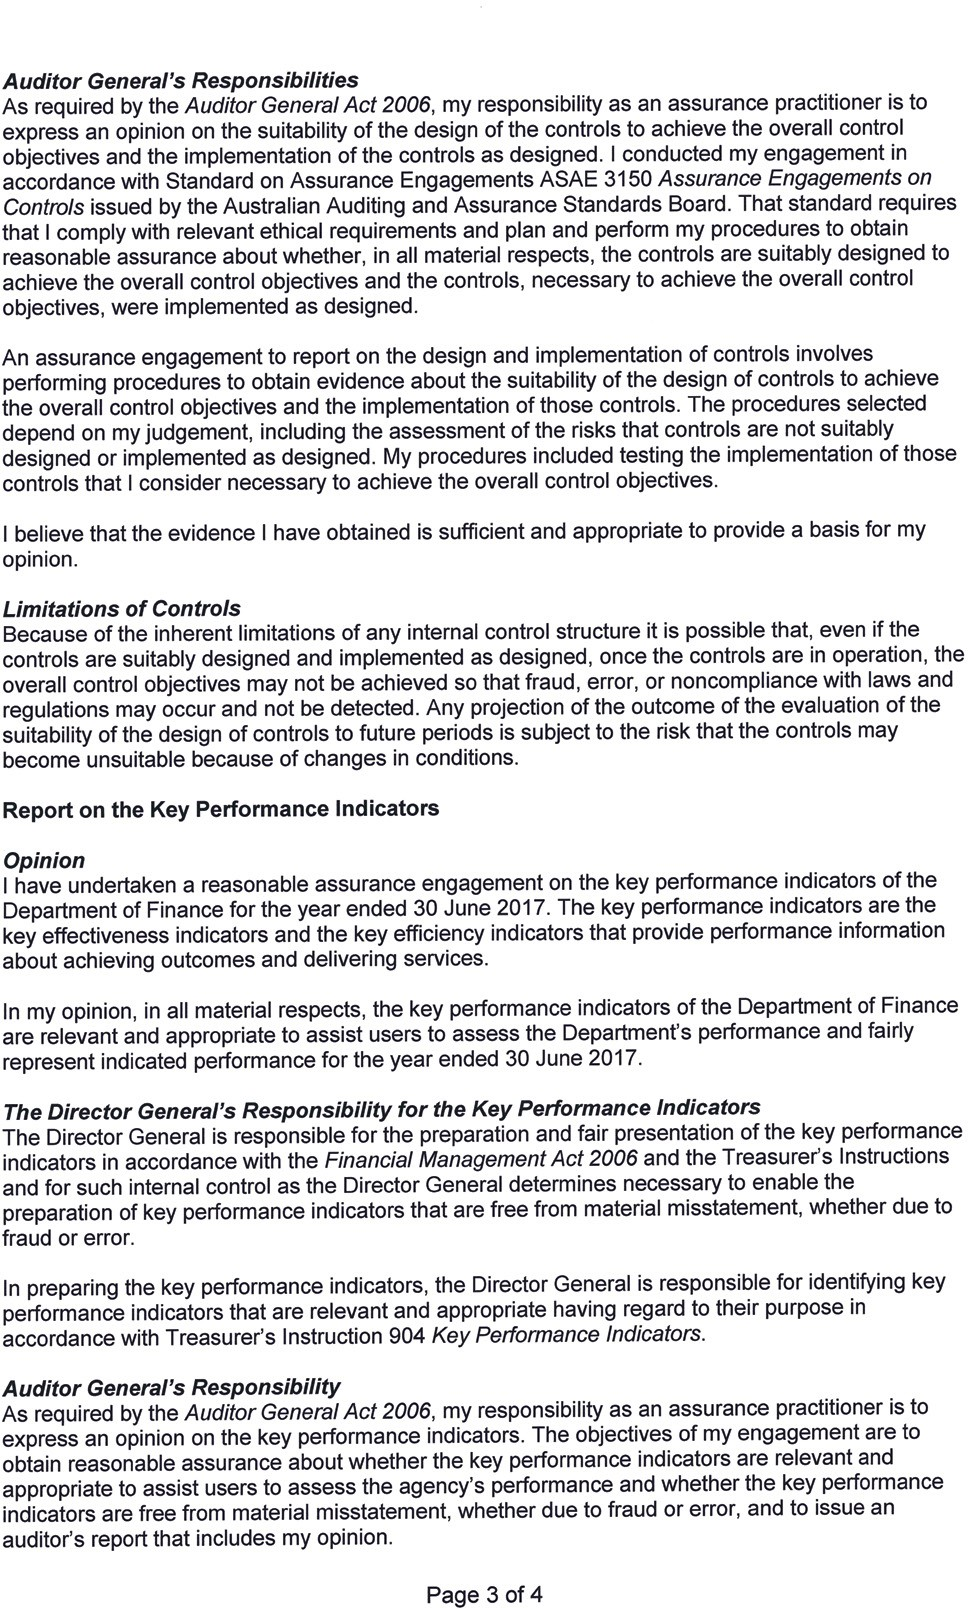 Auditor General's Responsibilities
As required by the Auditor General Act 2006, my responsibility as an assurance practitioner is to
express an opinion on the suitability of the design of the controls to achieve the overall control
objectives and the implementation of the controls as designed. I conducted my engagement in
accordance with Standard on Assurance Engagements ASAE 3150 Assurance Engagements on
Controls issued by the Australian Auditing and Assurance Standards Board. That standard requires
that I comply with relevant ethical requirements and plan and perform my procedures to obtain
reasonable assurance about whether, in all material respects, the controls are suitably designed to
achieve the overall control objectives and the controls, necessary to achieve the overall control
objectives, were implemented as designed.
An assurance engagement to report on the design and implementation of controls involves
performing procedures to obtain evidence about the suitability of the design of controls to achieve
the overall control objectives and the implementation of those controls. The procedures selected
depend on my judgement, including the assessment of the risks that controls are not suitably
designed or implemented as designed. My procedures included testing the implementation of those
controls that I consider necessary to achieve the overall control objectives.
I believe that the evidence I have obtained is sufficient and appropriate to provide a basis for my
opinion.
Limitations of Controls
Because of the inherent limitations of any internal control structure it is possible that, even if the
controls are suitably designed and implemented as designed, once the controls are in operation, the
overall control objectives may not be achieved so that fraud, error, or noncompliance with laws and
regulations may occur and not be detected. Any projection of the outcome of the evaluation of the
suitability of the design of controls to future periods is subject to the risk that the controls may
become unsuitable because of changes in conditions.
Report on the Key Performance Indicators
Opinion
I have undertaken a reasonable assurance engagement on the key performance indicators of the
Department of Finance for the year ended 30 June 2017. The key performance indicators are the
key effectiveness indicators and the key efficiency indicators that provide performance information
about achieving outcomes and delivering services.
In my opinion, in all material respects, the key performance indicators of the Department of Finance
are relevant and appropriate to assist users to assess the Department's performance and fairly
represent indicated performance for the year ended 30 June 2017.
The Director General's Responsibility for the Key Performance Indicators
The Director General is responsible for the preparation and fair presentation of the key performance
indicators in accordance with the Financial Management Act 2006 and the Treasurer's Instructions
and for such internal control as the Director General determines necessary to enable the
preparation of key performance indicators that are free from material misstatement, whether due to
fraud or error.
In preparing the key performance indicators, the Director General is responsible for identifying key
performance indicators that are relevant and appropriate having regard to their purpose in
accordance with Treasurer's Instruction 904 Key Performance Indicators.
Auditor General's Responsibility
As required by the Auditor General Act 2006, my responsibility as an assurance practitioner is to
express an opinion on the key performance indicators. The objectives of my engagement are to
obtain reasonable assurance about whether the key performance indicators are relevant and
appropriate to assist users to assess the agency's performance and whether the key performance
indicators are free from material misstatement, whether due to fraud or error, and to issue an
auditor's report that includes my opinion.
Page 3 of 4